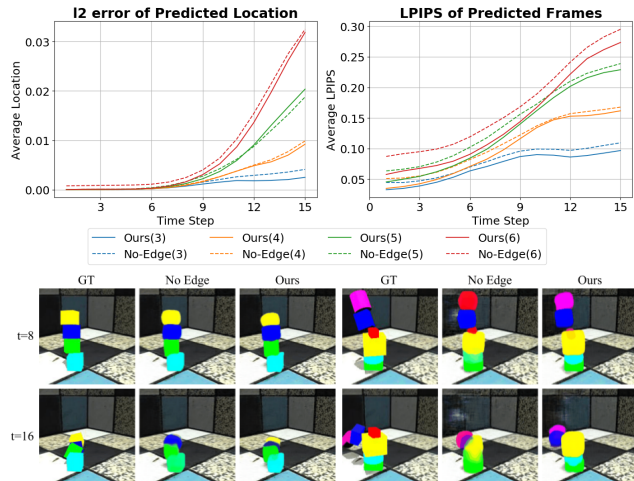 l2 error of Predicted Location
Average Location
0.03
0.02
0.01
0.00
3
6
9
12
15
Time Step
LPIPS of Predicted Frames
Average LPIPS
0.30
0.25
0.20
0.15
0.10
0.05
0
3
6
9
12
15
Time Step
Ours(3)
Ours(4)
Ours(5)
Ours(6)
No-Edge(3)
No-Edge(4)
No-Edge(5)
No-Edge(6)
GT
No Edge
Ours
GT
No Edge
Ours
t=8
t=16